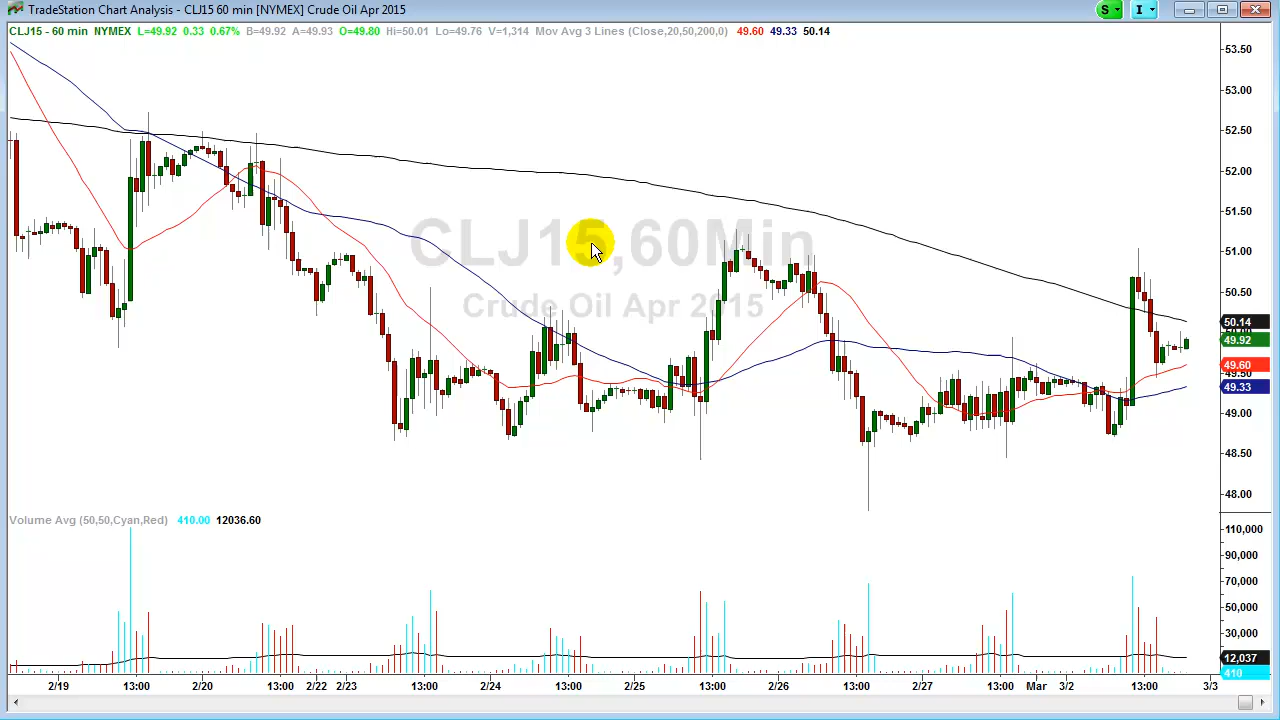 TradeStation Chart Analysis - CLJ15 60 min [NYMEX] Crude Oil Apr 2015
S
I
CLJ15 - 60 min NYMEX L=49.92 0.33 0.67% B=49.92 A=49.93 O=49.80 Hi=50.01 Lo=49.76 V=1,314 Mov Avg 3 Lines (Close,20,50,200,0) 49.60 49.33 50.14
CLJ15,60Min
Crude Oil Apr 2015
53.50
53.00
52.50
52.00
51.50
51.00
50.50
50.14
50.00
49.92
49.60
49.50
49.33
49.00
48.50
48.00
Volume Avg (50,50,Cyan,Red) 410.00 12036.60
110,000
90,000
70,000
50,000
30,000
12,037
410
2/19 13:00 2/20 13:00 2/22 2/23 13:00 2/24 13:00 2/25 13:00 2/26 13:00 2/27 13:00 Mar 3/2 13:00 3/3